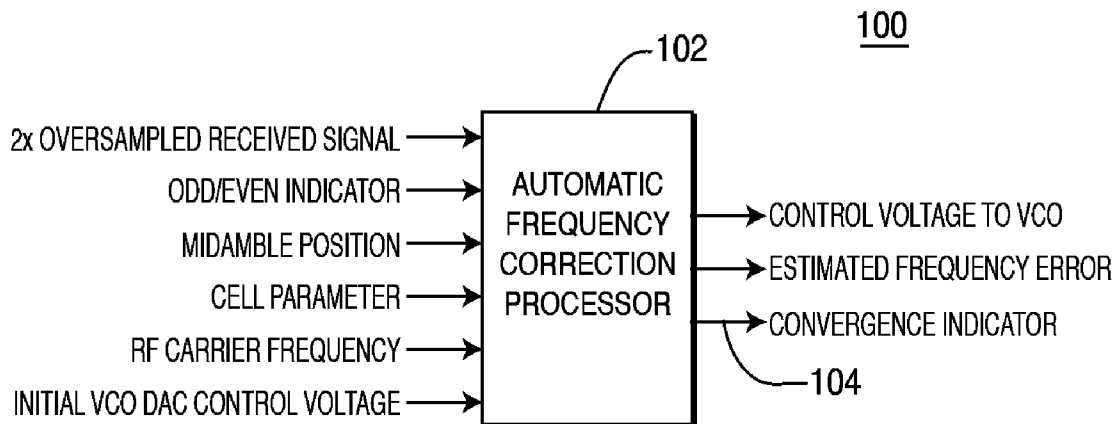 100
102
2x OVERSAMPLED RECEIVED SIGNAL
ODD/EVEN INDICATOR
MIDAMBLE POSITION
CELL PARAMETER
RF CARRIER FREQUENCY
INITIAL VCO DAC CONTROL VOLTAGE
AUTOMATIC
FREQUENCY
CORRECTION
PROCESSOR
CONTROL VOLTAGE TO VCO
ESTIMATED FREQUENCY ERROR
CONVERGENCE INDICATOR
104